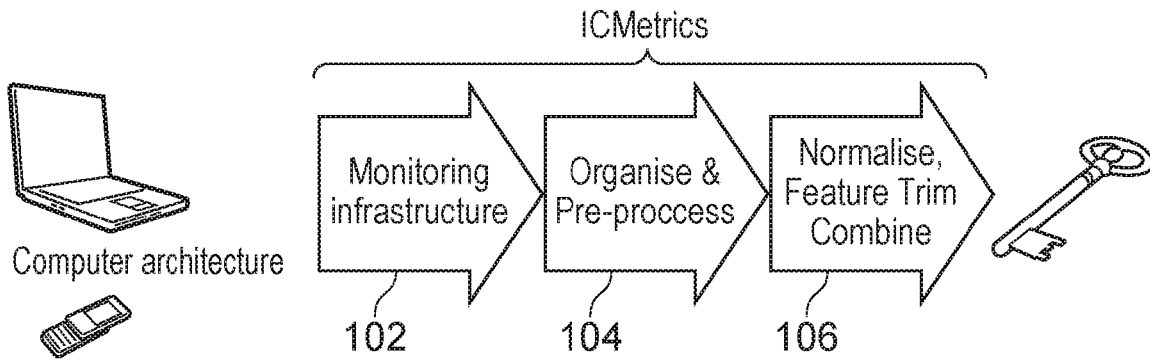 ICMetrics
Monitoring
infrastructure
Organise &
Pre-proccess
Normalise,
Feature Trim
Combine
Computer architecture
102
104
106